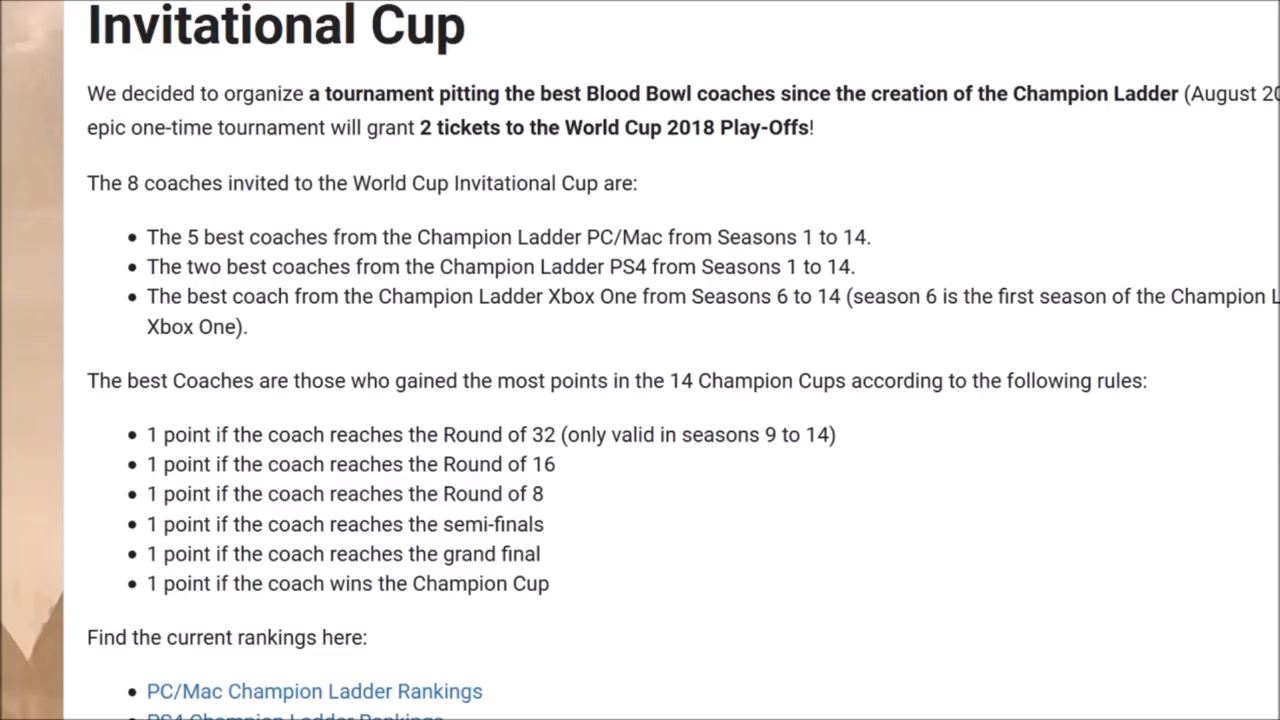 Invitational Cup
We decided to organize a tournament pitting the best Blood Bowl coaches since the creation of the Champion Ladder (August
epic one-time tournament will grant 2 tickets to the World Cup 2018 Play-Offs!
The 8 coaches invited to the World Cup Invitational Cup are:
• The 5 best coaches from the Champion Ladder PC/Mac from Seasons 1 to 14.
• The two best coaches from the Champion Ladder PS4 from Seasons 1 to 14.
• The best coach from the Champion Ladder Xbox One from Seasons 6 to 14 (season 6 is the first season of the Champion
Xbox One).
The best Coaches are those who gained the most points in the 14 Champion Cups according to the following rules:
• 1 point if the coach reaches the Round of 32 (only valid in seasons 9 to 14)
• 1 point if the coach reaches the Round of 16
• 1 point if the coach reaches the Round of 8
• 1 point if the coach reaches the semi-finals
• 1 point if the coach reaches the grand final
• 1 point if the coach wins the Champion Cup
Find the current rankings here:
• PC/Mac Champion Ladder Rankings
• PS4 Champion Ladder Rankings